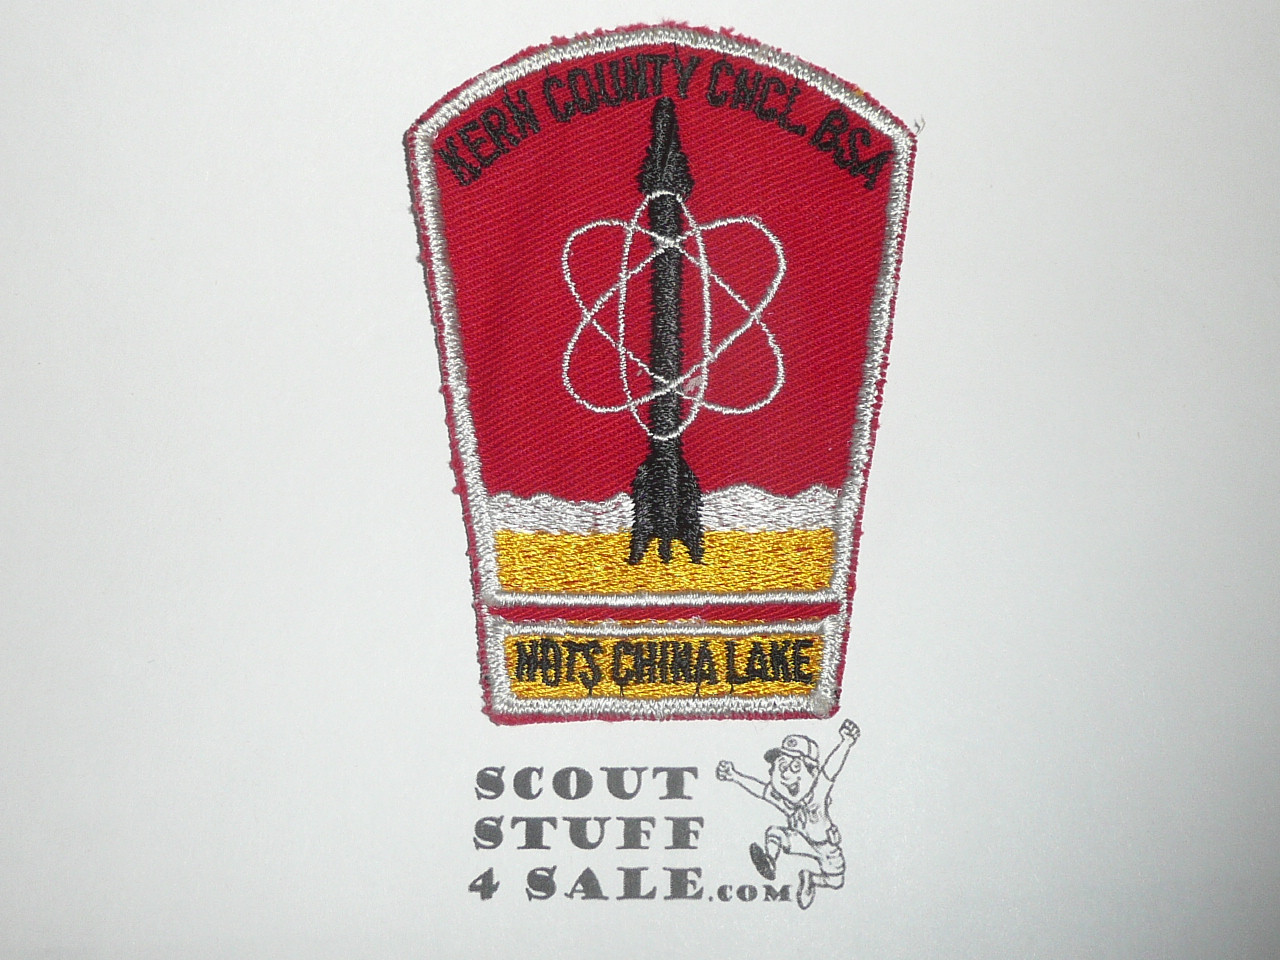 KERN COUNTY CNCL BSA
NOTS CHINA LAKE
SCOUT
STUFF
4 SALE.COM